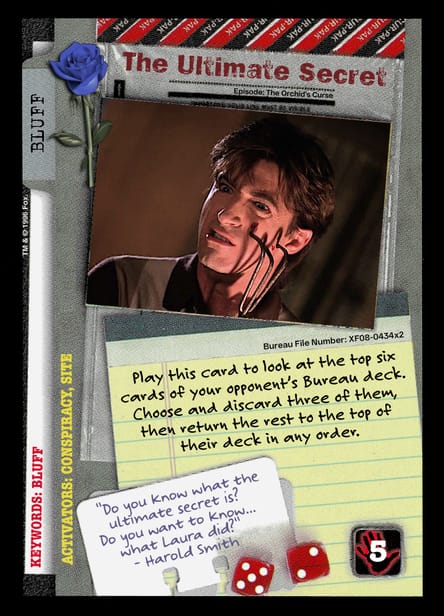 The Ultimate Secret
Episode: The Orchid's Curse
BLUFF
TM & © 1996 Fox.
Bureau File Number: XF08-0434x2
Play this card to look at the top six
cards of your opponent's Bureau deck.
Choose and discard three of them,
then return the rest to the top of
their deck in any order.
KEYWORDS: BLUFF
ACTIVATORS: CONSPIRACY, SITE
"Do you know what the
ultimate secret is?
Do you want to know...
what Laura did?"
- Harold Smith
5